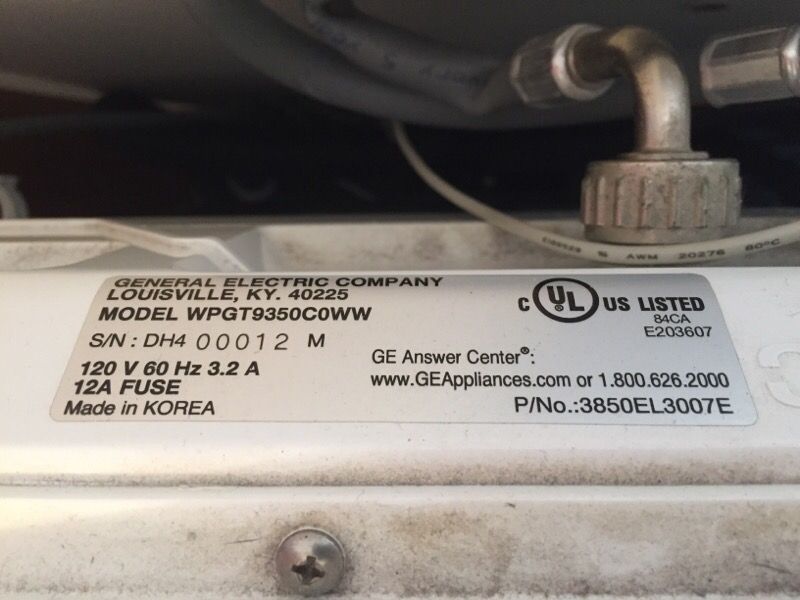 GENERAL ELECTRIC COMPANY
LOUISVILLE, KY. 40225
MODEL WPGT9350C0WW
S/N : DH4 00012 M
120 V 60 Hz 3.2 A
12A FUSE
Made in KOREA
C UL US LISTED
84CA
E203607
GE Answer Center®:
www.GEAppliances.com or 1.800.626.2000
P/No.:3850EL3007E
AWM 20276 80°C